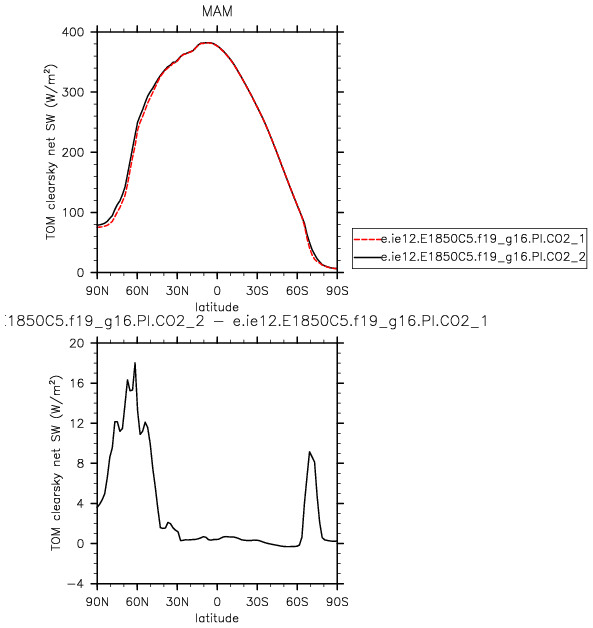 MAM
TOM clearsky net SW (W/m²)
400
300
200
100
0
90N 60N 30N 0 30S 60S 90S
latitude
e.ie12.E1850C5.f19_g16.PI.CO2_1
e.ie12.E1850C5.f19_g16.PI.CO2_2
:1850C5.f19_g16.PI.CO2_2 — e.ie12.E1850C5.f19_g16.PI.CO2_1
TOM clearsky net SW (W/m²)
20
16
12
8
4
0
−4
90N 60N 30N 0 30S 60S 90S
latitude